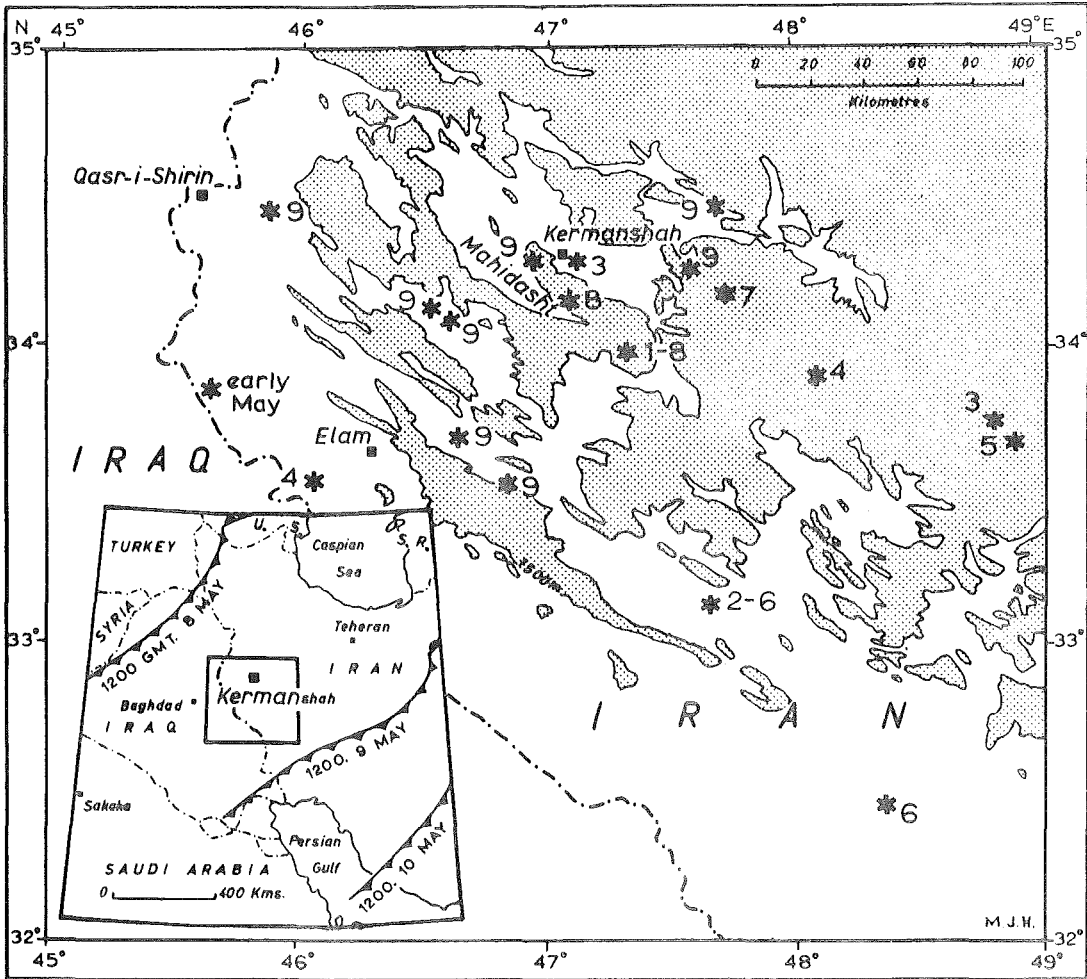 N 45° 46° 47° 48° 49°E
35° 35°
0 20 40 60 80 100
Kilometres
Qasr-i-Shirin
9
9
9 Kermanshah 9
3
Mahidasht
8 7
9
9
34° 34°
1-8
4
early
May
3
9
5
Elam
IRAQ
4 9
2-6
1500m
33° 33°
IRAN
6
U. S. S. R.
TURKEY
Caspian
Sea
SYRIA
1200 GMT. 8 MAY
Teheran
IRAN
Baghdad
Kermanshah
IRAQ
1200, 9 MAY
Sakaka
Persian
Gulf
SAUDI ARABIA
0 400 Kms.
1200. 10 MAY
M.J.H.
32° 32°
45° 46° 47° 48° 49°